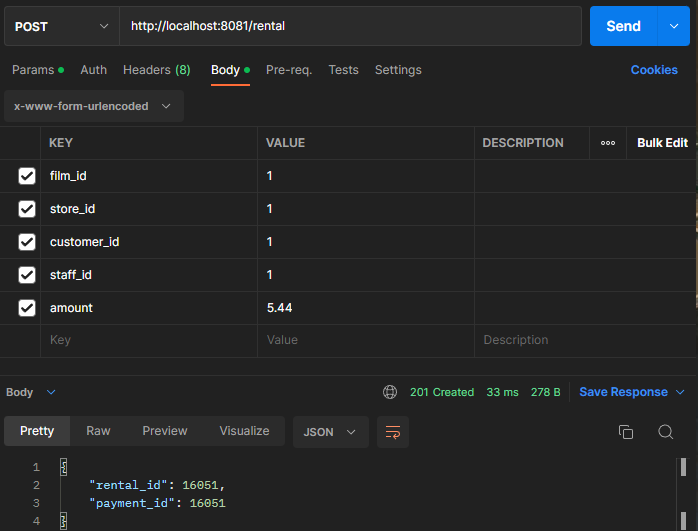 POST http://localhost:8081/rental Send
Params Auth Headers (8) Body Pre-req. Tests Settings Cookies
x-www-form-urlencoded
KEY VALUE DESCRIPTION ooo Bulk Edit
film_id 1
store_id 1
customer_id 1
staff_id 1
amount 5.44
Key Value Description
Body 201 Created 33 ms 278 B Save Response
Pretty Raw Preview Visualize JSON
1 {
2 "rental_id": 16051,
3 "payment_id": 16051
4 }